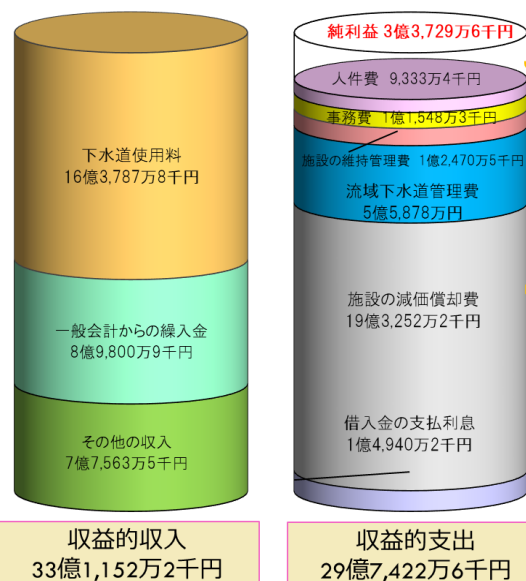 下水道使用料
16億3,787万8千円
一般会計からの繰入金
8億9,800万9千円
その他の収入
7億7,563万5千円
収益的収入
33億1,152万2千円
純利益 3億3,729万6千円
人件費 9,333万4千円
事務費 1億1,548万3千円
施設の維持管理費 1億2,470万5千円
流域下水道管理費
5億5,878万円
施設の減価償却費
19億3,252万2千円
借入金の支払利息
1億4,940万2千円
収益的支出
29億7,422万6千円